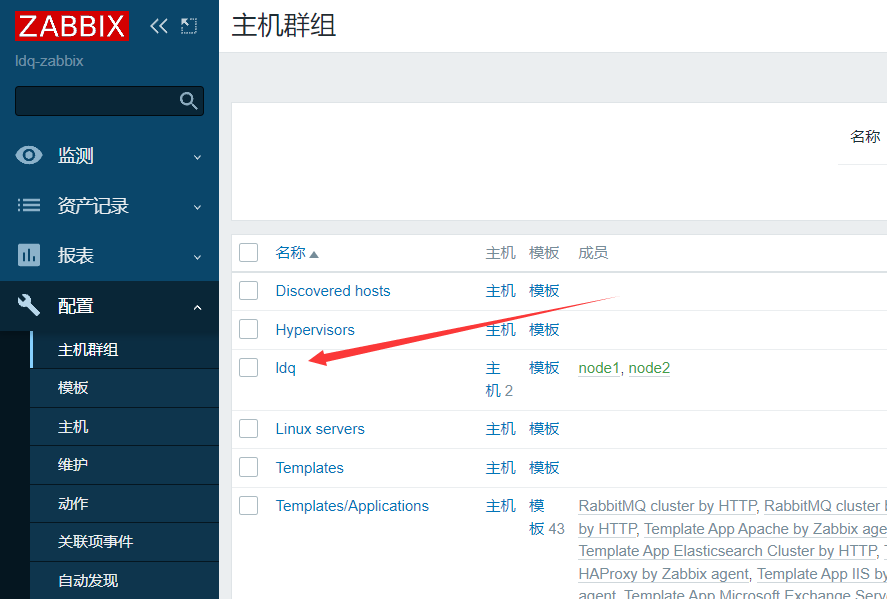 ZABBIX
ldq-zabbix
监测
资产记录
报表
配置
主机群组
模板
主机
维护
动作
关联项事件
自动发现
主机群组
名称
名称 主机 模板 成员
Discovered hosts 主机 模板
Hypervisors 主机 模板
ldq 主机 2 模板 node1, node2
Linux servers 主机 模板
Templates 主机 模板
Templates/Applications 主机 模板 43 RabbitMQ cluster by HTTP, RabbitMQ cluster
by HTTP, Template App Apache by Zabbix age
Template App Elasticsearch Cluster by HTTP,
HAProxy by Zabbix agent, Template App IIS by
agent, Template App Microsoft Exchange Serv